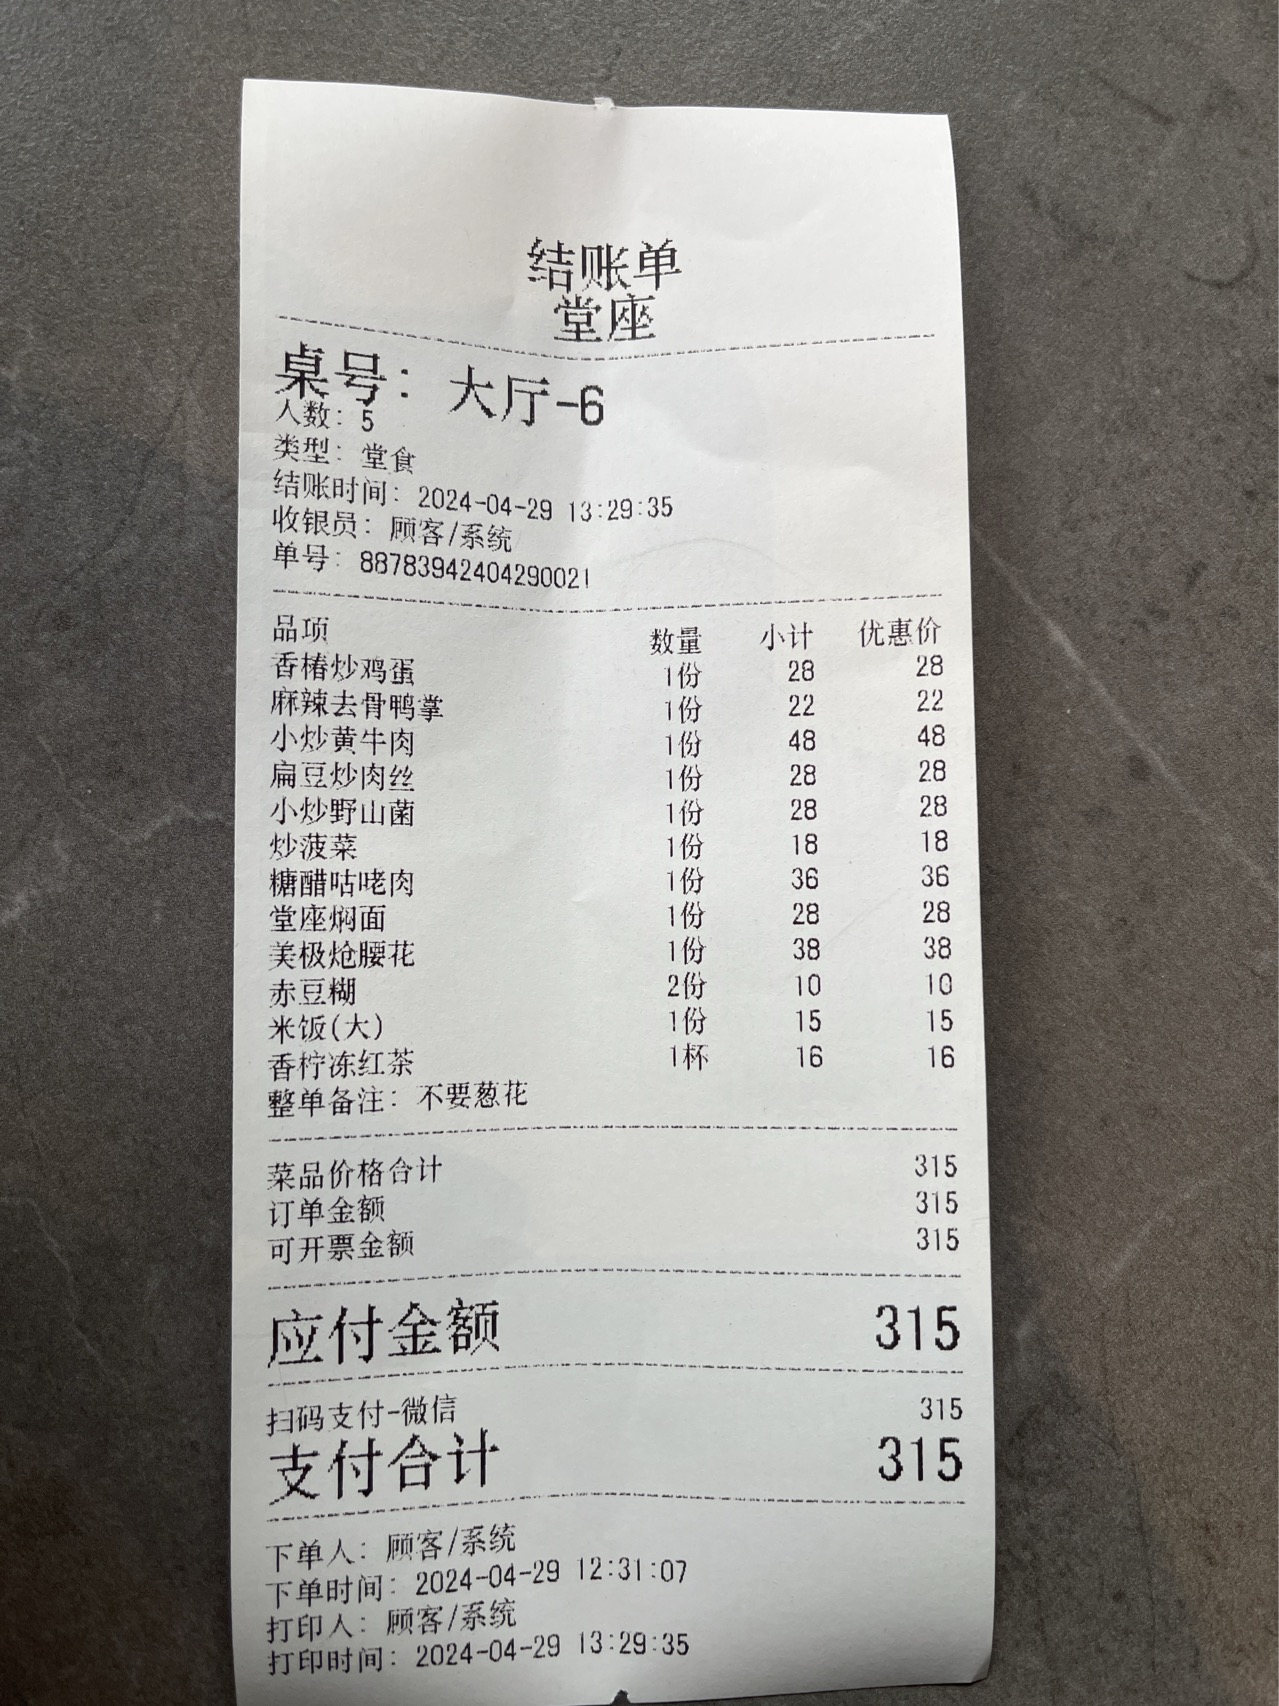 结账单
堂座
桌号: 大厅-6
人数: 5
类型: 堂食
结账时间: 2024-04-29 13:29:35
收银员: 顾客/系统
单号: 88783942404290021
品项 数量 小计 优惠价
香椿炒鸡蛋 1份 28 28
麻辣去骨鸭掌 1份 22 22
小炒黄牛肉 1份 48 48
扁豆炒肉丝 1份 28 28
小炒野山菌 1份 28 28
炒菠菜 1份 18 18
糖醋咕咾肉 1份 36 36
堂座焖面 1份 28 28
美极炝腰花 1份 38 38
赤豆糊 2份 10 10
米饭(大) 1份 15 15
香柠冻红茶 1杯 16 16
整单备注: 不要葱花
菜品价格合计 315
订单金额 315
可开票金额 315
应付金额 315
扫码支付-微信 315
支付合计 315
下单人: 顾客/系统
下单时间: 2024-04-29 12:31:07
打印人: 顾客/系统
打印时间: 2024-04-29 13:29:35